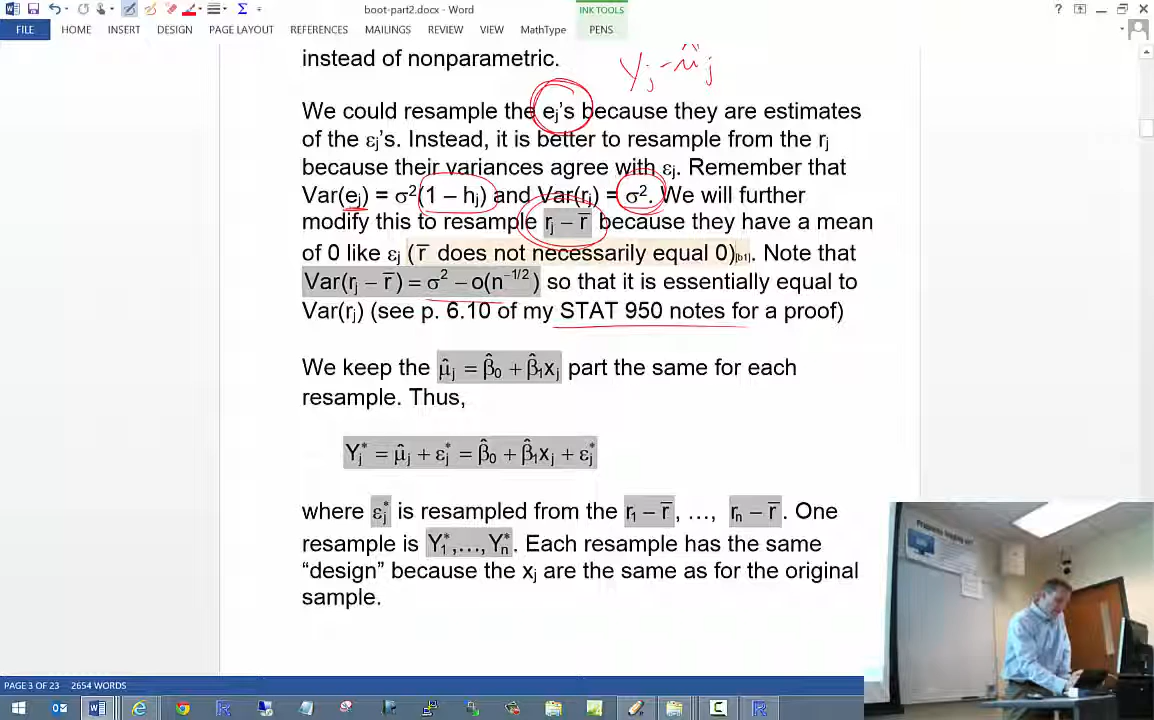 boot-part2.docx - Word
INK TOOLS
FILE HOME INSERT DESIGN PAGE LAYOUT REFERENCES MAILINGS REVIEW VIEW MathType PENS
instead of nonparametric.
Yj - μ̂j
We could resample the ej's because they are estimates
of the εj's. Instead, it is better to resample from the rj
because their variances agree with εj. Remember that
Var(ej) = σ²(1 – hj) and Var(rj) = σ². We will further
modify this to resample rj − r̅ because they have a mean
of 0 like εj (r̅ does not necessarily equal 0)[b1]. Note that
Var(rj − r̅) = σ² − o(n^−1/2) so that it is essentially equal to
Var(rj) (see p. 6.10 of my STAT 950 notes for a proof)
We keep the μ̂j = β̂0 + β̂1xj part the same for each
resample. Thus,
Yj* = μ̂j + εj* = β̂0 + β̂1xj + εj*
where εj* is resampled from the r1 − r̅, …, rn − r̅. One
resample is Y1*,…,Yn*. Each resample has the same
“design” because the xj are the same as for the original
sample.
PAGE 3 OF 23 2654 WORDS